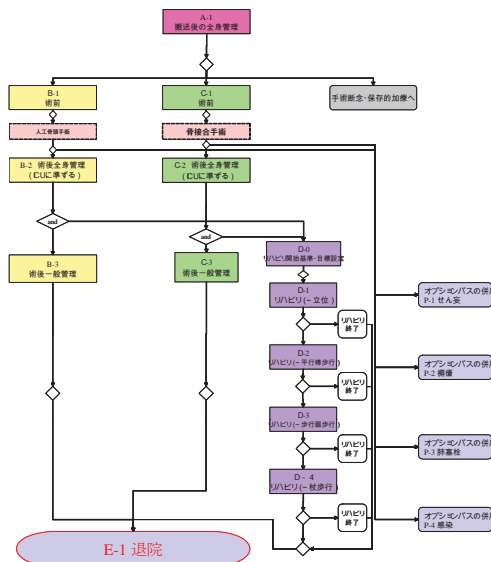 A-1
搬送後の全身管理
B-1
術前
C-1
術前
手術断念・保存的加療へ
人工骨頭手術
骨接合手術
B-2 術後全身管理
(ICUに準ずる)
C-2 術後全身管理
(ICUに準ずる)
and
and
D-0
リハビリ開始基準・目標設定
B-3
術後一般管理
C-3
術後一般管理
D-1
リハビリ(~立位)
リハビリ
終了
オプションパスの併用
P-1 せん妄
D-2
リハビリ(~平行棒歩行)
リハビリ
終了
オプションパスの併用
P-2 褥瘡
D-3
リハビリ(~歩行器歩行)
リハビリ
終了
オプションパスの併用
P-3 肺塞栓
D-4
リハビリ(~杖歩行)
リハビリ
終了
オプションパスの併用
P-4 感染
E-1 退院